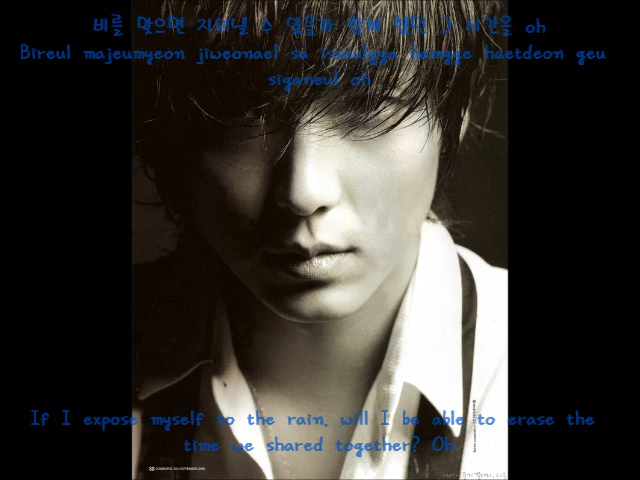 비를 맞으면 지워낼 수 있을까 함께 했던 그 시간을 oh
Bireul majeumyeon jiweonael su isseulgga hamgge haetdeon geu
siganeul oh
If I expose myself to the rain, will I be able to erase the
time we shared together? Oh